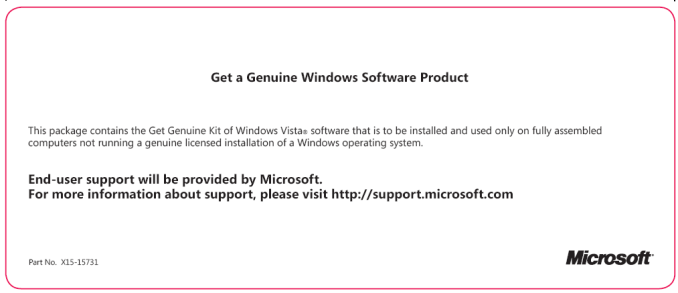 Get a Genuine Windows Software Product
This package contains the Get Genuine Kit of Windows Vista® software that is to be installed and used only on fully assembled
computers not running a genuine licensed installation of a Windows operating system.
End-user support will be provided by Microsoft.
For more information about support, please visit http://support.microsoft.com
Part No. X15-15731
Microsoft